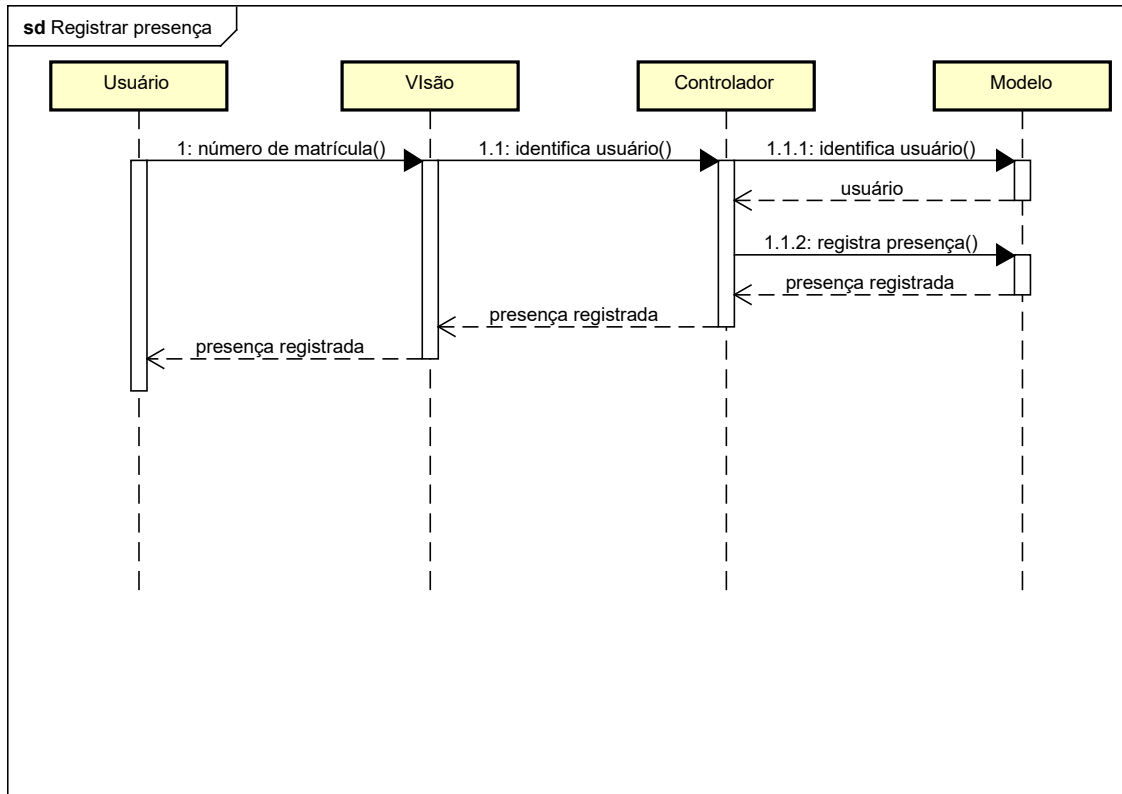 sd Registrar presença
Usuário
VIsão
Controlador
Modelo
1: número de matrícula()
1.1: identifica usuário()
1.1.1: identifica usuário()
usuário
1.1.2: registra presença()
presença registrada
presença registrada
presença registrada